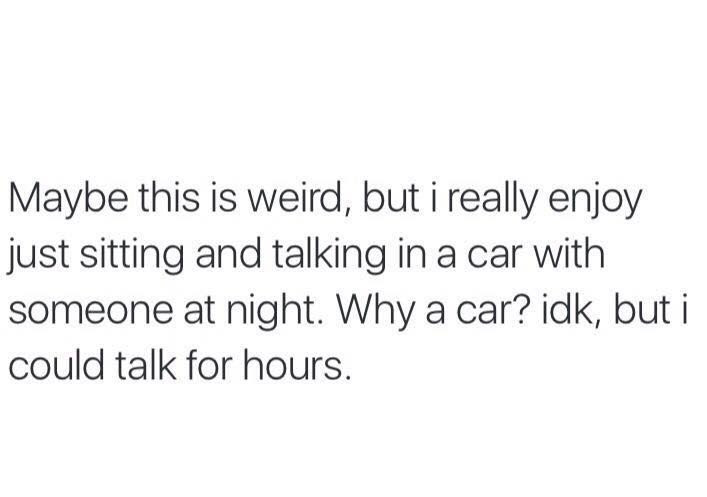 Maybe this is weird, but i really enjoy
just sitting and talking in a car with
someone at night. Why a car? idk, but i
could talk for hours.